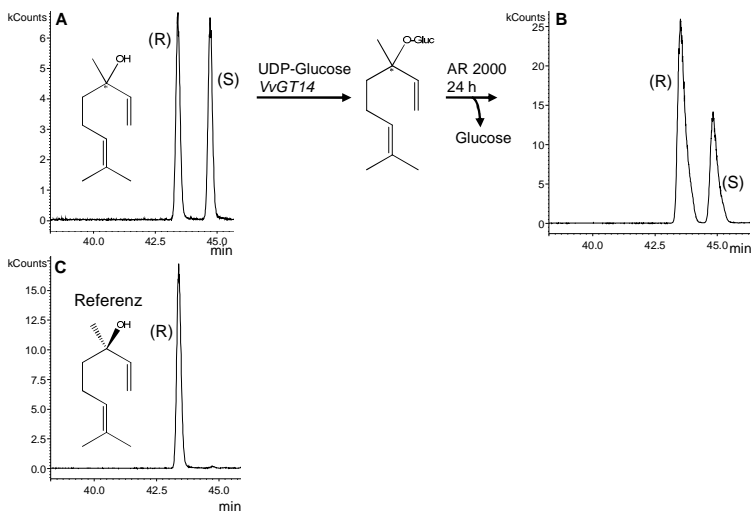 kCounts
A
6
5
4
3
2
1
0
OH
*
(R)
(S)
40.0
42.5
45.0
min
UDP-Glucose
VvGT14
O-Gluc
*
AR 2000
24 h
Glucose
kCounts
B
25
20
15
10
5
0
(R)
(S)
40.0
42.5
45.0
min
kCounts
C
15.0
12.5
10.0
7.5
5.0
2.5
0.0
Referenz
OH
(R)
40.0
42.5
45.0
min